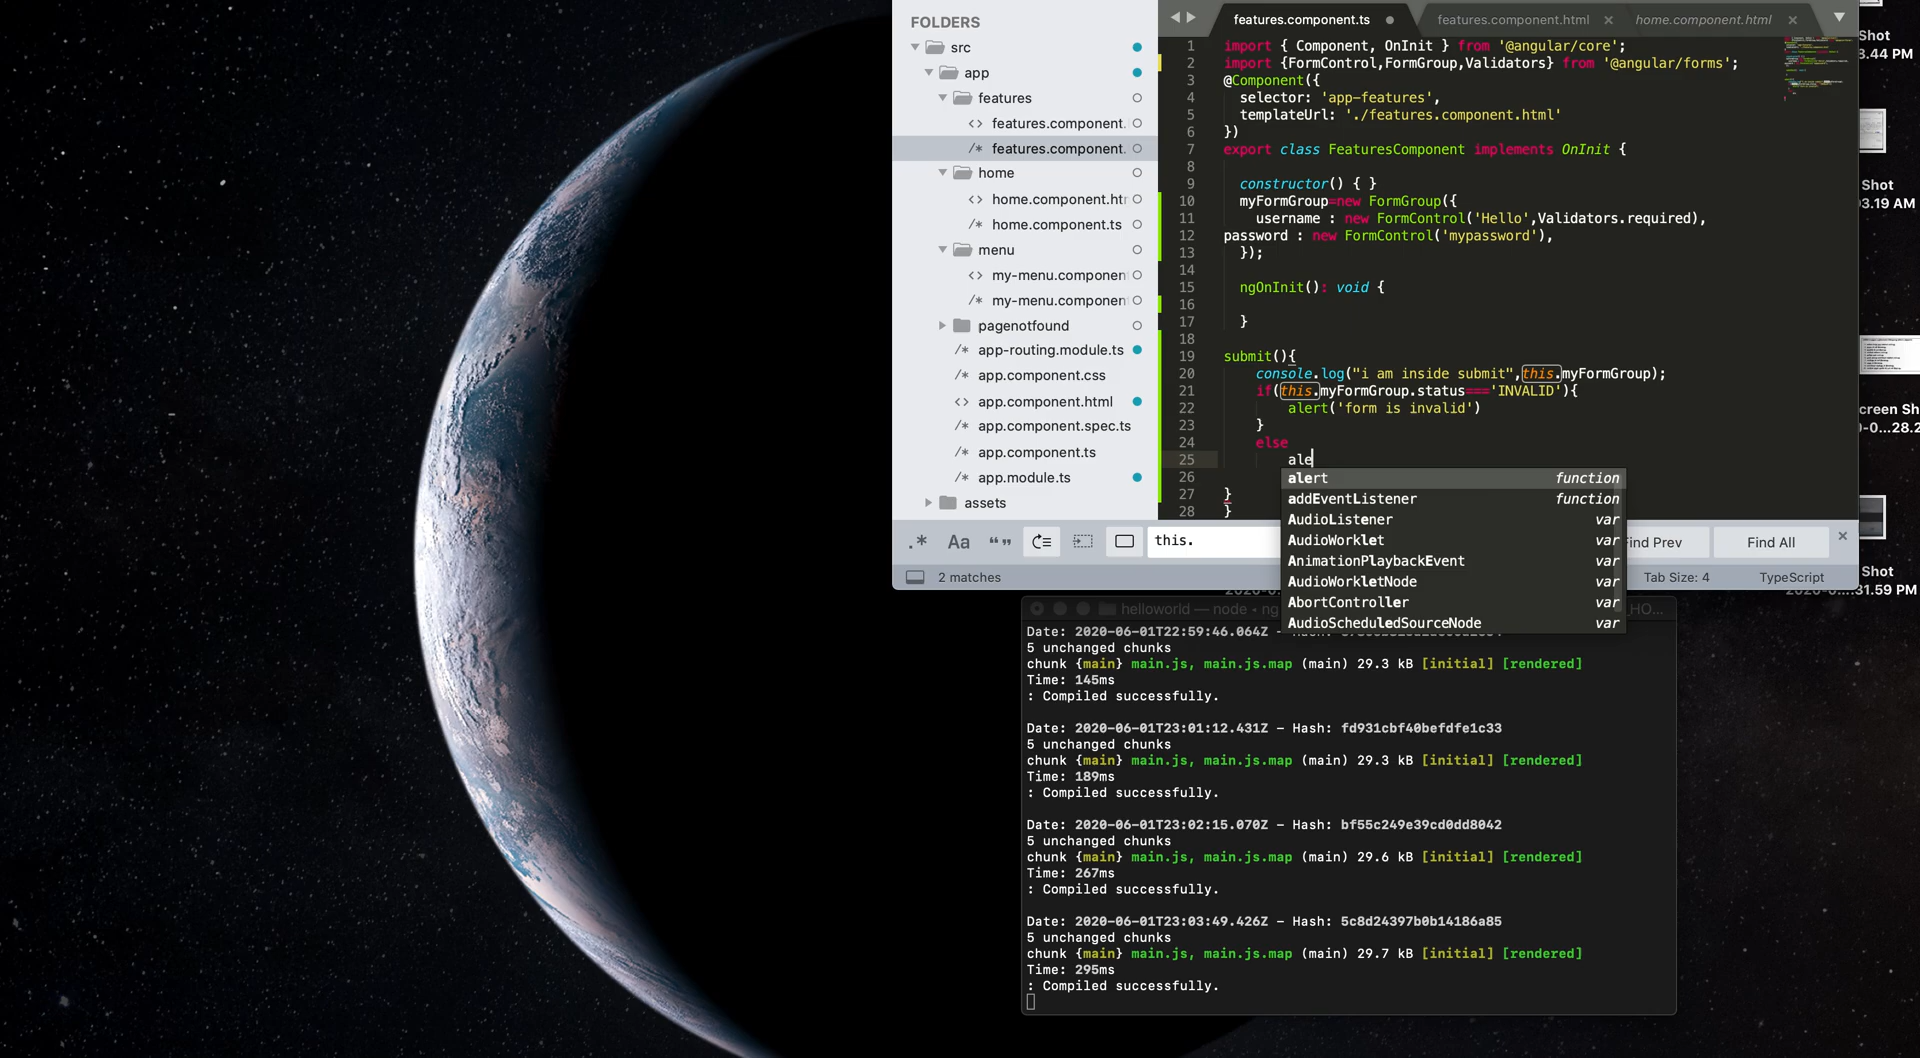 FOLDERS
src
app
features
features.component.
features.component.
home
home.component.htr
home.component.ts
menu
my-menu.componen
my-menu.componen
pagenotfound
app-routing.module.ts
app.component.css
app.component.html
app.component.spec.ts
app.component.ts
app.module.ts
assets
features.component.ts
features.component.html
home.component.html
1 import { Component, OnInit } from '@angular/core';
2 import {FormControl,FormGroup,Validators} from '@angular/forms';
3 @Component({
4 selector: 'app-features',
5 templateUrl: './features.component.html'
6 })
7 export class FeaturesComponent implements OnInit {
8
9 constructor() { }
10 myFormGroup=new FormGroup({
11 username : new FormControl('Hello',Validators.required),
12 password : new FormControl('mypassword'),
13 });
14
15 ngOnInit(): void {
16
17 }
18
19 submit(){
20 console.log("i am inside submit",this.myFormGroup);
21 if(this.myFormGroup.status==='INVALID'){
22 alert('form is invalid')
23 }
24 else
25 ale
26
27 }
28 }
alert function
addEventListener function
AudioListener var
AudioWorklet var
AnimationPlaybackEvent var
AudioWorkletNode var
AbortController var
AudioScheduledSourceNode var
.* Aa “ ” this.
Find Prev
Find All
2 matches
Tab Size: 4
TypeScript
Shot
3.44 PM
Shot
3.19 AM
creen Sh
0-0...28.2
Shot
31.59 PM
helloworld — node • ng
_HO...
Date: 2020-06-01T22:59:46.064Z -
5 unchanged chunks
chunk {main} main.js, main.js.map (main) 29.3 kB [initial] [rendered]
Time: 145ms
: Compiled successfully.
Date: 2020-06-01T23:01:12.431Z - Hash: fd931cbf40befdfe1c33
5 unchanged chunks
chunk {main} main.js, main.js.map (main) 29.3 kB [initial] [rendered]
Time: 189ms
: Compiled successfully.
Date: 2020-06-01T23:02:15.070Z - Hash: bf55c249e39cd0dd8042
5 unchanged chunks
chunk {main} main.js, main.js.map (main) 29.6 kB [initial] [rendered]
Time: 267ms
: Compiled successfully.
Date: 2020-06-01T23:03:49.426Z - Hash: 5c8d24397b0b14186a85
5 unchanged chunks
chunk {main} main.js, main.js.map (main) 29.7 kB [initial] [rendered]
Time: 295ms
: Compiled successfully.